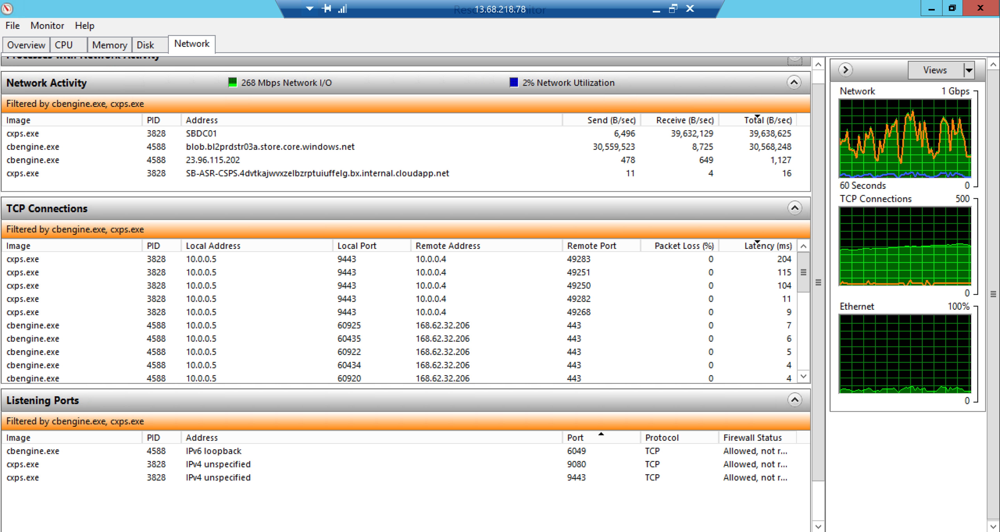 Resource Monitor
13.68.218.78
File Monitor Help
Overview CPU Memory Disk Network
Processes with Network Activity
Network Activity 268 Mbps Network I/O 2% Network Utilization
Filtered by cbengine.exe, cxps.exe
Image PID Address Send (B/sec) Receive (B/sec) Total (B/sec)
cxps.exe 3828 SBDC01 6,496 39,632,129 39,638,625
cbengine.exe 4588 blob.bl2prdstr03a.store.core.windows.net 30,559,523 8,725 30,568,248
cbengine.exe 4588 23.96.115.202 478 649 1,127
cxps.exe 3828 SB-ASR-CSPS.4dvtkajwvxzelbzrptuiuffelg.bx.internal.cloudapp.net 11 4 16
TCP Connections
Filtered by cbengine.exe, cxps.exe
Image PID Local Address Local Port Remote Address Remote Port Packet Loss (%) Latency (ms)
cxps.exe 3828 10.0.0.5 9443 10.0.0.4 49283 0 204
cxps.exe 3828 10.0.0.5 9443 10.0.0.4 49251 0 115
cxps.exe 3828 10.0.0.5 9443 10.0.0.4 49250 0 104
cxps.exe 3828 10.0.0.5 9443 10.0.0.4 49282 0 11
cxps.exe 3828 10.0.0.5 9443 10.0.0.4 49268 0 9
cbengine.exe 4588 10.0.0.5 60925 168.62.32.206 443 0 7
cbengine.exe 4588 10.0.0.5 60435 168.62.32.206 443 0 6
cbengine.exe 4588 10.0.0.5 60922 168.62.32.206 443 0 5
cbengine.exe 4588 10.0.0.5 60434 168.62.32.206 443 0 4
cbengine.exe 4588 10.0.0.5 60920 168.62.32.206 443 0 4
Listening Ports
Filtered by cbengine.exe, cxps.exe
Image PID Address Port Protocol Firewall Status
cbengine.exe 4588 IPv6 loopback 6049 TCP Allowed, not r...
cxps.exe 3828 IPv4 unspecified 9080 TCP Allowed, not r...
cxps.exe 3828 IPv4 unspecified 9443 TCP Allowed, not r...
Views
Network 1 Gbps
60 Seconds 0
TCP Connections 500
0
Ethernet 100%
0